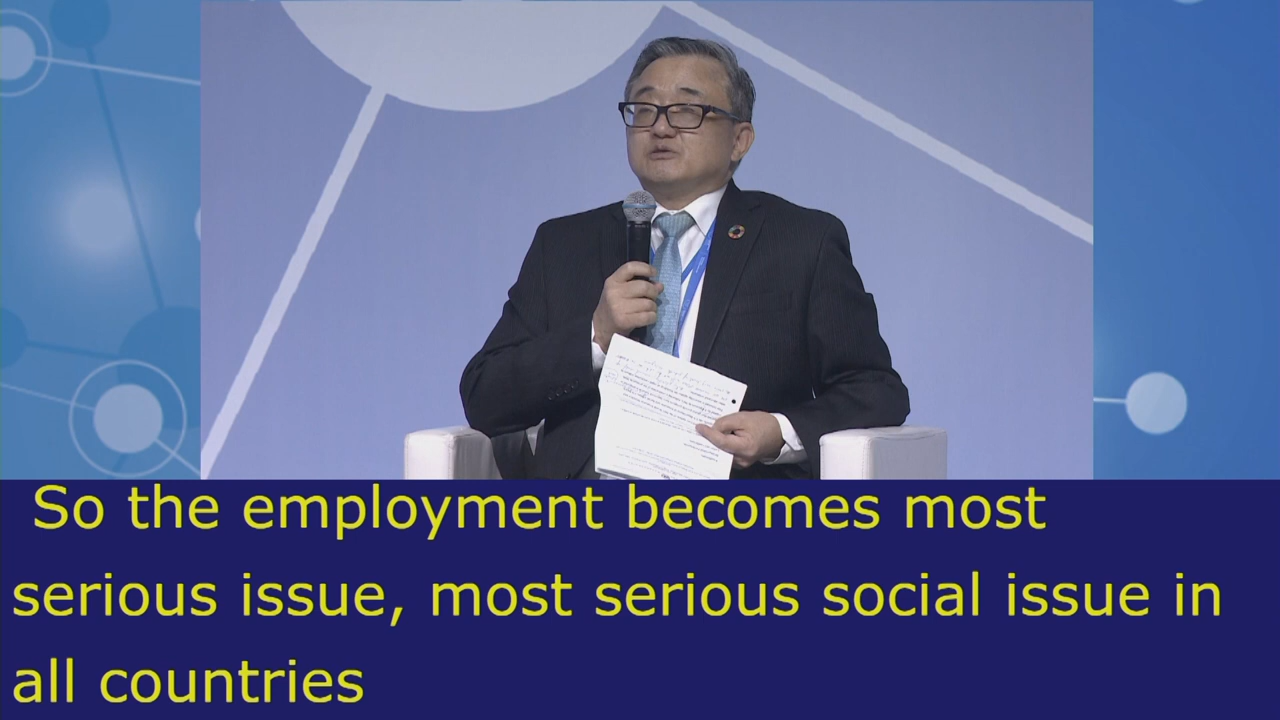 So the employment becomes most
serious issue, most serious social issue in
all countries